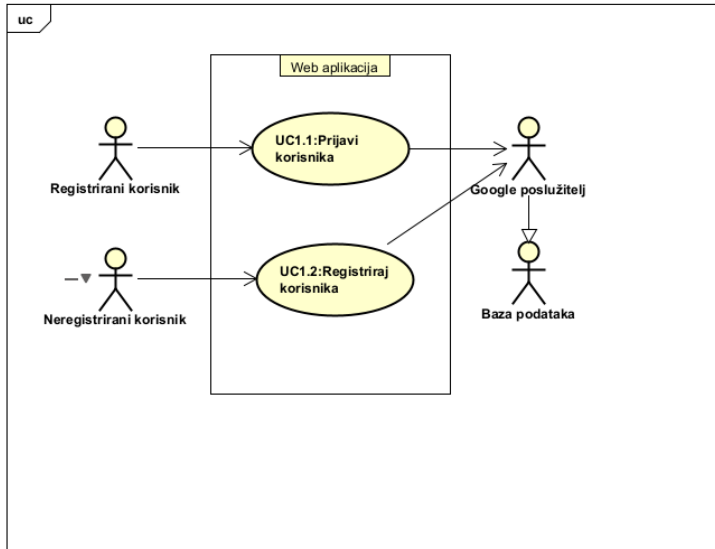 uc
Web aplikacija
UC1.1:Prijavi
korisnika
Registrirani korisnik
Google poslužitelj
UC1.2:Registriraj
korisnika
Neregistrirani korisnik
Baza podataka